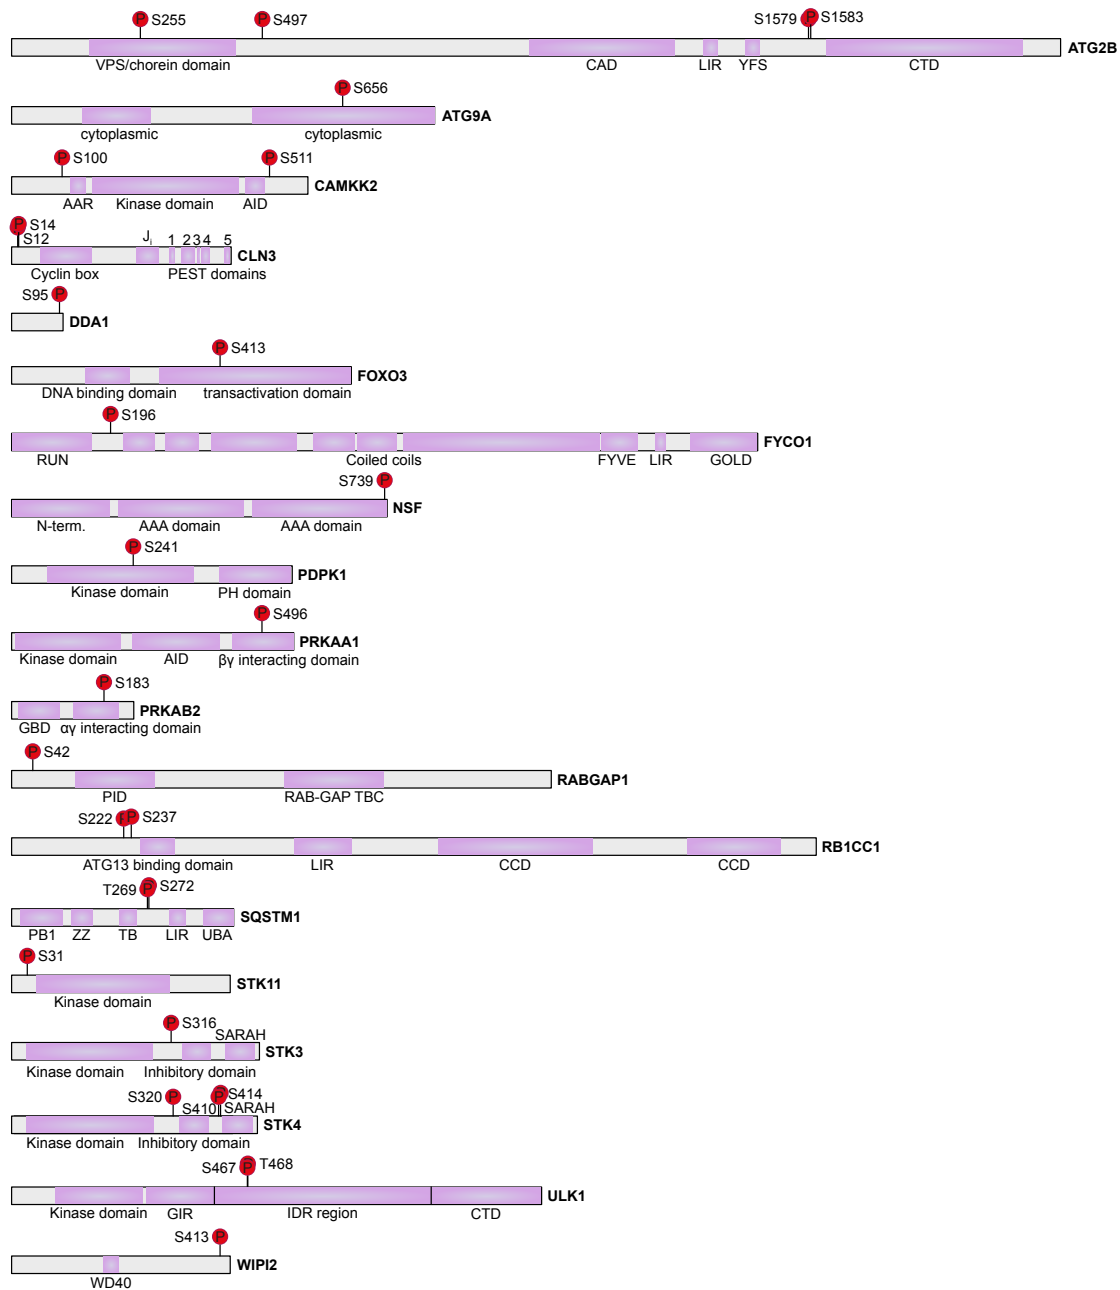 P S255 P S497 S1579 P P S1583
ATG2B
VPS/chorein domain CAD LIR YFS CTD
P S656
ATG9A
cytoplasmic cytoplasmic
P S100 P S511
CAMKK2
AAR Kinase domain AID
P S14
S12 Ji 1 2 3 4 5
CLN3
Cyclin box PEST domains
S95 P
DDA1
P S413
FOXO3
DNA binding domain transactivation domain
P S196
FYCO1
RUN Coiled coils FYVE LIR GOLD
S739 P
NSF
N-term. AAA domain AAA domain
P S241
PDPK1
Kinase domain PH domain
P S496
PRKAA1
Kinase domain AID βγ interacting domain
P S183
PRKAB2
GBD αγ interacting domain
P S42
RABGAP1
PID RAB-GAP TBC
S222 P P S237
RB1CC1
ATG13 binding domain LIR CCD CCD
T269 P S272
SQSTM1
PB1 ZZ TB LIR UBA
P S31
STK11
Kinase domain
P S316
SARAH
STK3
Kinase domain Inhibitory domain
S320 P P S414
S410 SARAH
STK4
Kinase domain Inhibitory domain
S467 P T468
ULK1
Kinase domain GIR IDR region CTD
S413 P
WIPI2
WD40